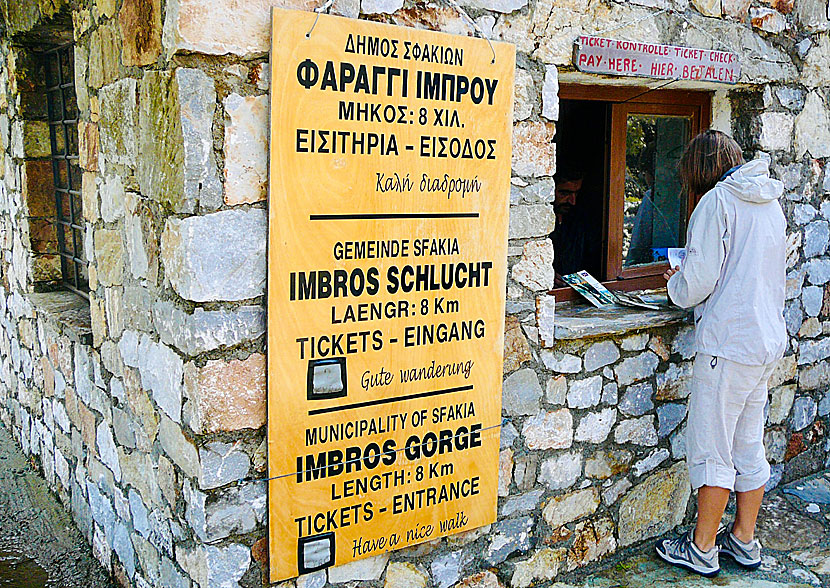 ΔΗΜΟΣ ΣΦΑΚΙΩΝ
ΦΑΡΑΓΓΙ ΙΜΠΡΟΥ
ΜΗΚΟΣ: 8 ΧΙΛ.
ΕΙΣΙΤΗΡΙΑ – ΕΙΣΟΔΟΣ
Καλή διαδρομή
GEMEINDE SFAKIA
IMBROS SCHLUCHT
LAENGR: 8 Km
TICKETS – EINGANG
Gute wanderung
MUNICIPALITY OF SFAKIA
IMBROS GORGE
LENGTH: 8 Km
TICKETS – ENTRANCE
Have a nice walk
TICKET·KONTROLLE·TICKET·CHECK·
PAY·HERE·HIER·BEZTALEN